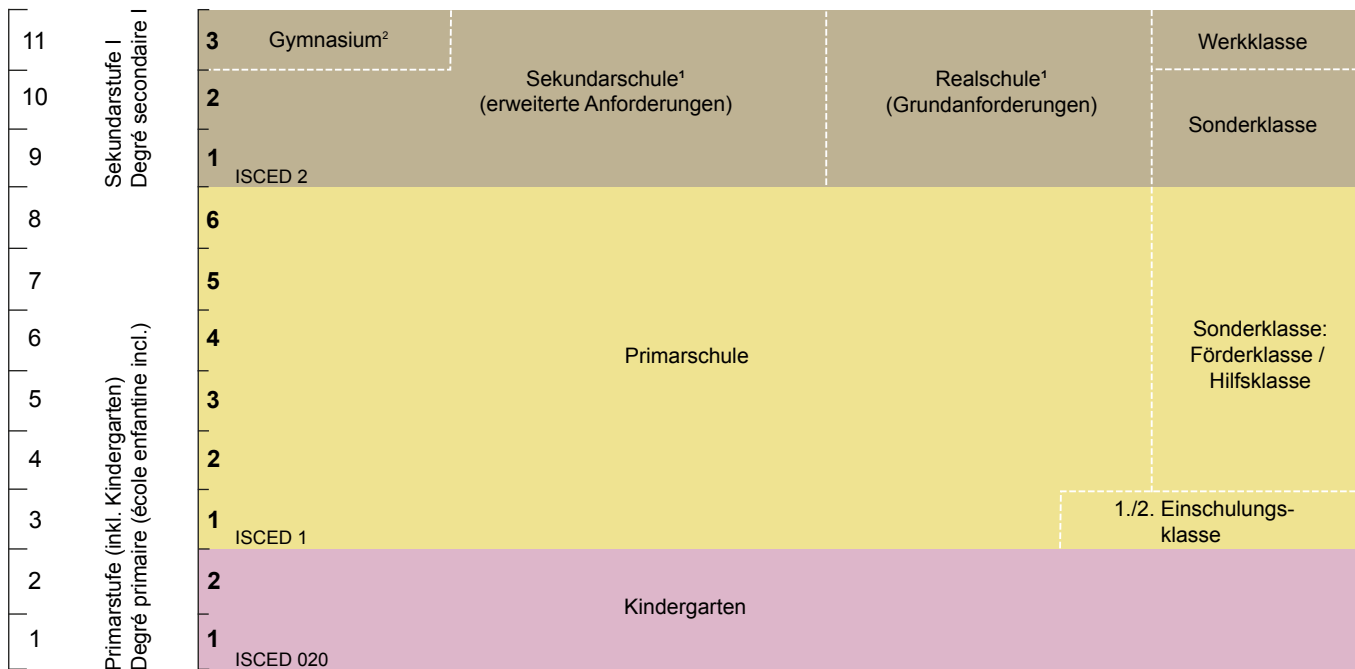 11
10
9
8
7
6
5
4
3
2
1
Sekundarstufe I
Degré secondaire I
Primarstufe (inkl. Kindergarten)
Degré primaire (école enfantine incl.)
3
2
1
ISCED 2
Gymnasium²
Sekundarschule¹
(erweiterte Anforderungen)
Realschule¹
(Grundanforderungen)
Werkklasse
Sonderklasse
6
5
4
3
2
1
ISCED 1
Primarschule
Sonderklasse:
Förderklasse /
Hilfsklasse
1./2. Einschulungs-
klasse
2
1
ISCED 020
Kindergarten